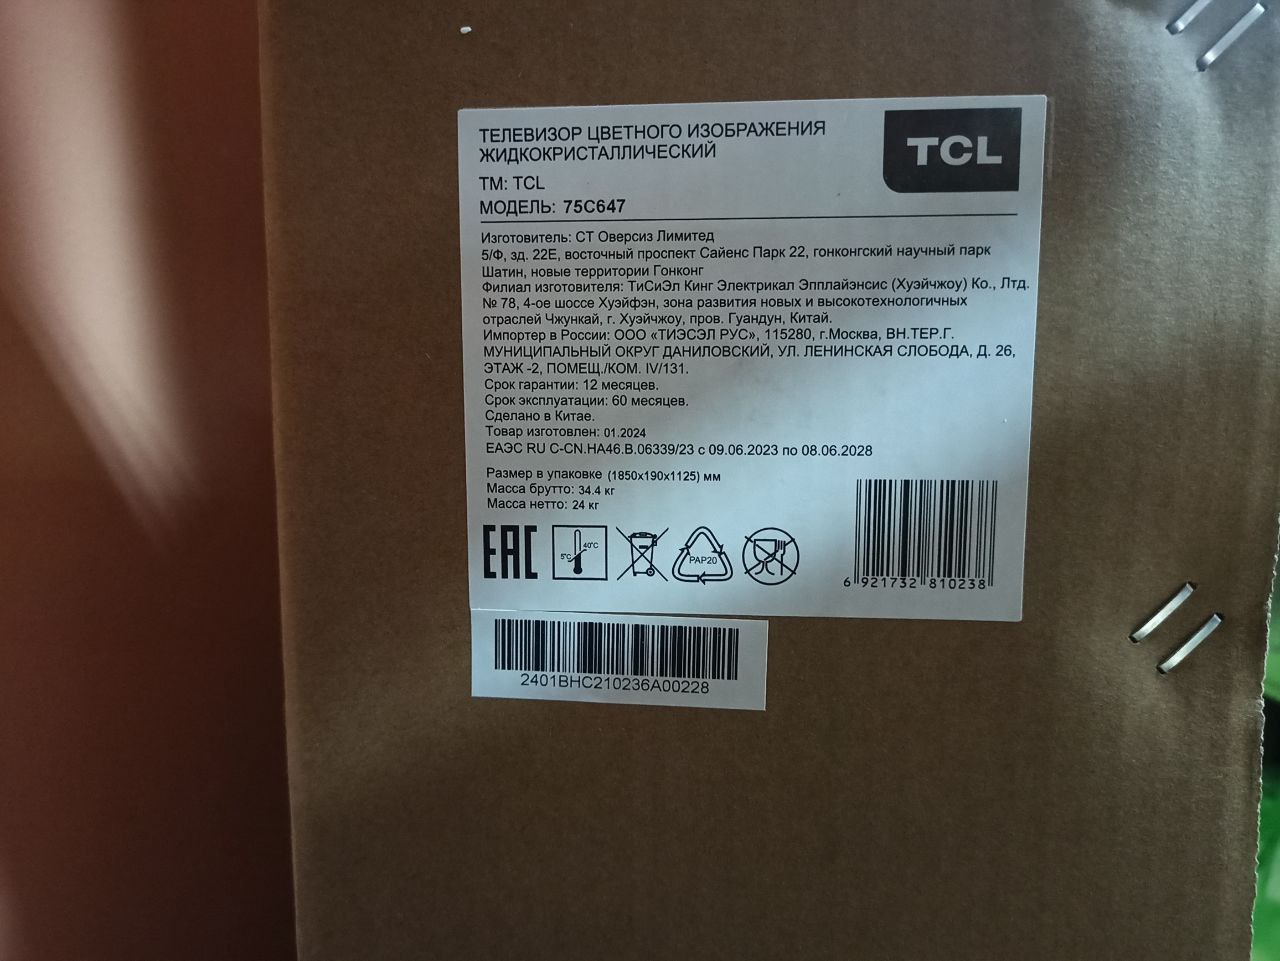 ТЕЛЕВИЗОР ЦВЕТНОГО ИЗОБРАЖЕНИЯ
ЖИДКОКРИСТАЛЛИЧЕСКИЙ
TCL
ТМ: TCL
МОДЕЛЬ: 75C647
Изготовитель: СТ Оверсиз Лимитед
5/Ф, зд. 22Е, восточный проспект Сайенс Парк 22, гонконгский научный парк
Шатин, новые территории Гонконг
Филиал изготовителя: ТиСиЭл Кинг Электрикал Эпплайэнсис (Хуэйчжоу) Ко., Лтд.
№ 78, 4-ое шоссе Хуэйфэн, зона развития новых и высокотехнологичных
отраслей Чжункай, г. Хуэйчжоу, пров. Гуандун, Китай.
Импортер в России: ООО «ТИЭСЭЛ РУС», 115280, г.Москва, ВН.ТЕР.Г.
МУНИЦИПАЛЬНЫЙ ОКРУГ ДАНИЛОВСКИЙ, УЛ. ЛЕНИНСКАЯ СЛОБОДА, Д. 26,
ЭТАЖ -2, ПОМЕЩ./КОМ. IV/131.
Срок гарантии: 12 месяцев.
Срок эксплуатации: 60 месяцев.
Сделано в Китае.
Товар изготовлен: 01.2024
ЕАЭС RU C-CN.HA46.B.06339/23 с 09.06.2023 по 08.06.2028
Размер в упаковке (1850x190x1125) мм
Масса брутто: 34.4 кг
Масса нетто: 24 кг
EAC
5°C 40°C
PAP20
6 921732 810238
2401BHC210236A00228